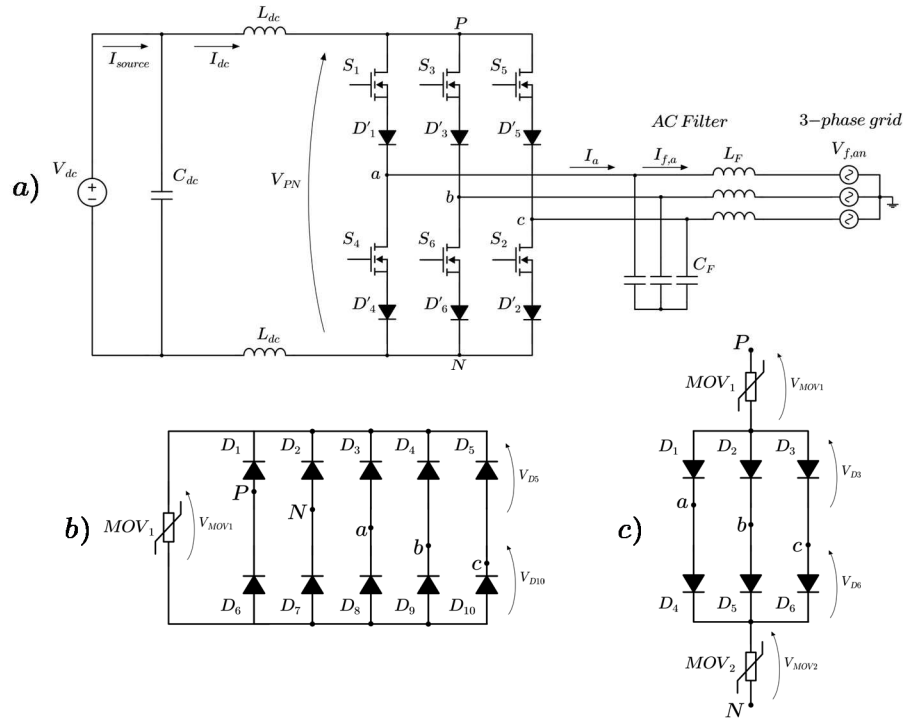 L_dc
P
I_source
I_dc
S_1
S_3
S_5
D'_1
D'_3
D'_5
AC Filter
3−phase grid
I_a
I_f,a
L_F
V_f,an
a)
V_dc
C_dc
V_PN
a
b
c
S_4
S_6
S_2
C_F
D'_4
D'_6
D'_2
L_dc
N
b)
D_1
D_2
D_3
D_4
D_5
V_D5
P
N
MOV_1
V_MOV1
a
b
c
V_D10
D_6
D_7
D_8
D_9
D_10
c)
P
MOV_1
V_MOV1
D_1
D_2
D_3
V_D3
a
b
c
V_D6
D_4
D_5
D_6
MOV_2
V_MOV2
N